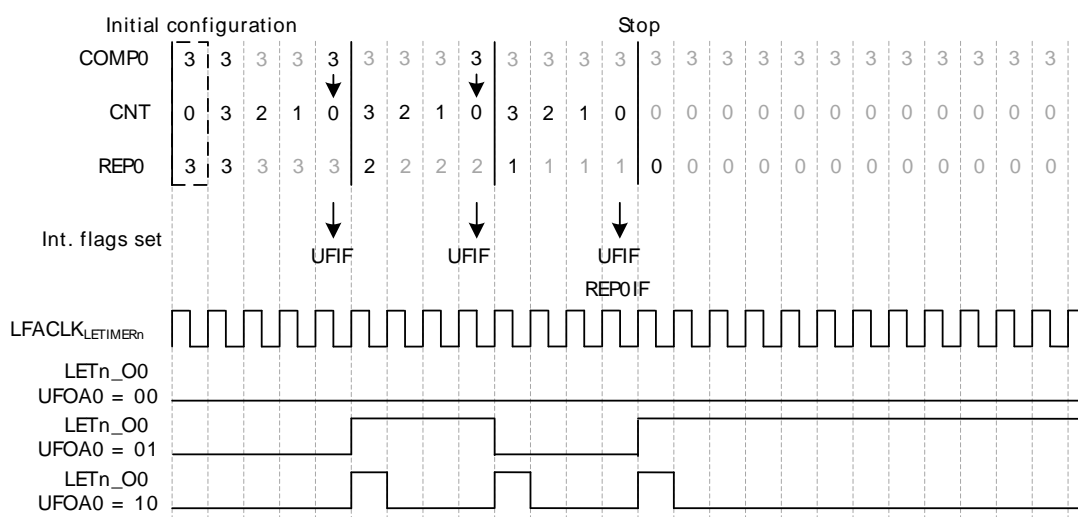 Initial configuration Stop
COMP0 3 3 3 3 3 3 3 3 3 3 3 3 3 3 3 3 3 3 3 3 3 3 3 3 3
CNT 0 3 2 1 0 3 2 1 0 3 2 1 0 0 0 0 0 0 0 0 0 0 0 0 0
REP0 3 3 3 3 3 2 2 2 2 1 1 1 1 0 0 0 0 0 0 0 0 0 0 0 0
Int. flags set
UFIF UFIF UFIF
REP0IF
LFACLKLETIMERn
LETn_O0
UFOA0 = 00
LETn_O0
UFOA0 = 01
LETn_O0
UFOA0 = 10